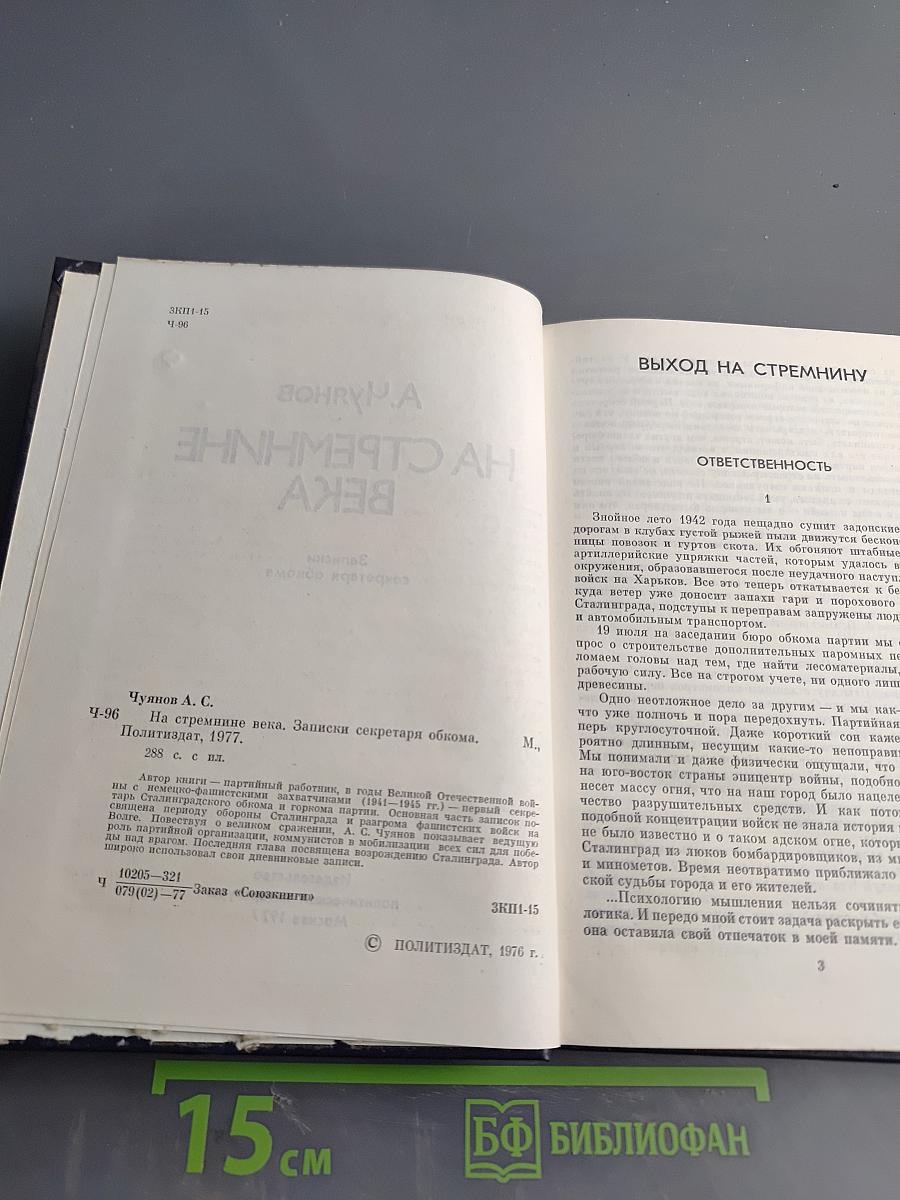 ЗКП1-15
Ч-96
А.Чуянов
НА СТРЕМНИНЕ
ВЕКА
Записки
секретаря обкома
Чуянов А. С.
Ч-96 На стремнине века. Записки секретаря обкома. М.,
Политиздат, 1977.
288 с. с ил.
Автор книги — партийный работник, в годы Великой Отечественной вой-
ны с немецко-фашистскими захватчиками (1941—1945 гг.) — первый секре-
тарь Сталинградского обкома и горкома партии. Основная часть записок по-
священа периоду обороны Сталинграда и разгрома фашистских войск на
Волге. Повествуя о великом сражении, А. С. Чуянов показывает ведущую
роль партийной организации, коммунистов в мобилизации всех сил для побе-
ды над врагом. Последняя глава посвящена возрождению Сталинграда. Автор
широко использовал свои дневниковые записи.
Ч 10205—321
079(02)—77 Заказ «Союзкниги»
ЗКП1-15
© ПОЛИТИЗДАТ, 1976 г.
ВЫХОД НА СТРЕМНИНУ
ОТВЕТСТВЕННОСТЬ
1
Знойное лето 1942 года нещадно сушит задонские
дорогам в клубах густой рыжей пыли движутся бескон
ницы повозок и гуртов скота. Их обгоняют штабные
артиллерийские упряжки частей, которым удалось в
окружения, образовавшегося после неудачного наступл
войск на Харьков. Все это теперь откатывается к бе
куда ветер уже доносит запахи гари и порохового
Сталинграда, подступы к переправам запружены люд
и автомобильным транспортом.
19 июля на заседании бюро обкома партии мы
прос о строительстве дополнительных паромных пе
ломаем головы над тем, где найти лесоматериалы,
рабочую силу. Все на строгом учете, ни одного лиш
древесины.
Одно неотложное дело за другим — и мы как-
что уже полночь и пора передохнуть. Партийная
перь круглосуточной. Даже короткий сон каже
роятно длинным, несущим какие-то непоправи
Мы понимали и даже физически ощущали, что
на юго-восток страны эпицентр войны, подобно
несет массу огня, что на наш город было нацеле
чество разрушительных средств. И как пото
подобной концентрации войск не знала история
не было известно и о таком адском огне, котор
Сталинград из люков бомбардировщиков, из
и минометов. Время неотвратимо приближало
ской судьбы города и его жителей.
...Психологию мышления нельзя сочинят
логика. И передо мной стоит задача раскрыть е
она оставила свой отпечаток в моей памяти.
3
15 см
БФ БИБЛИОФАН